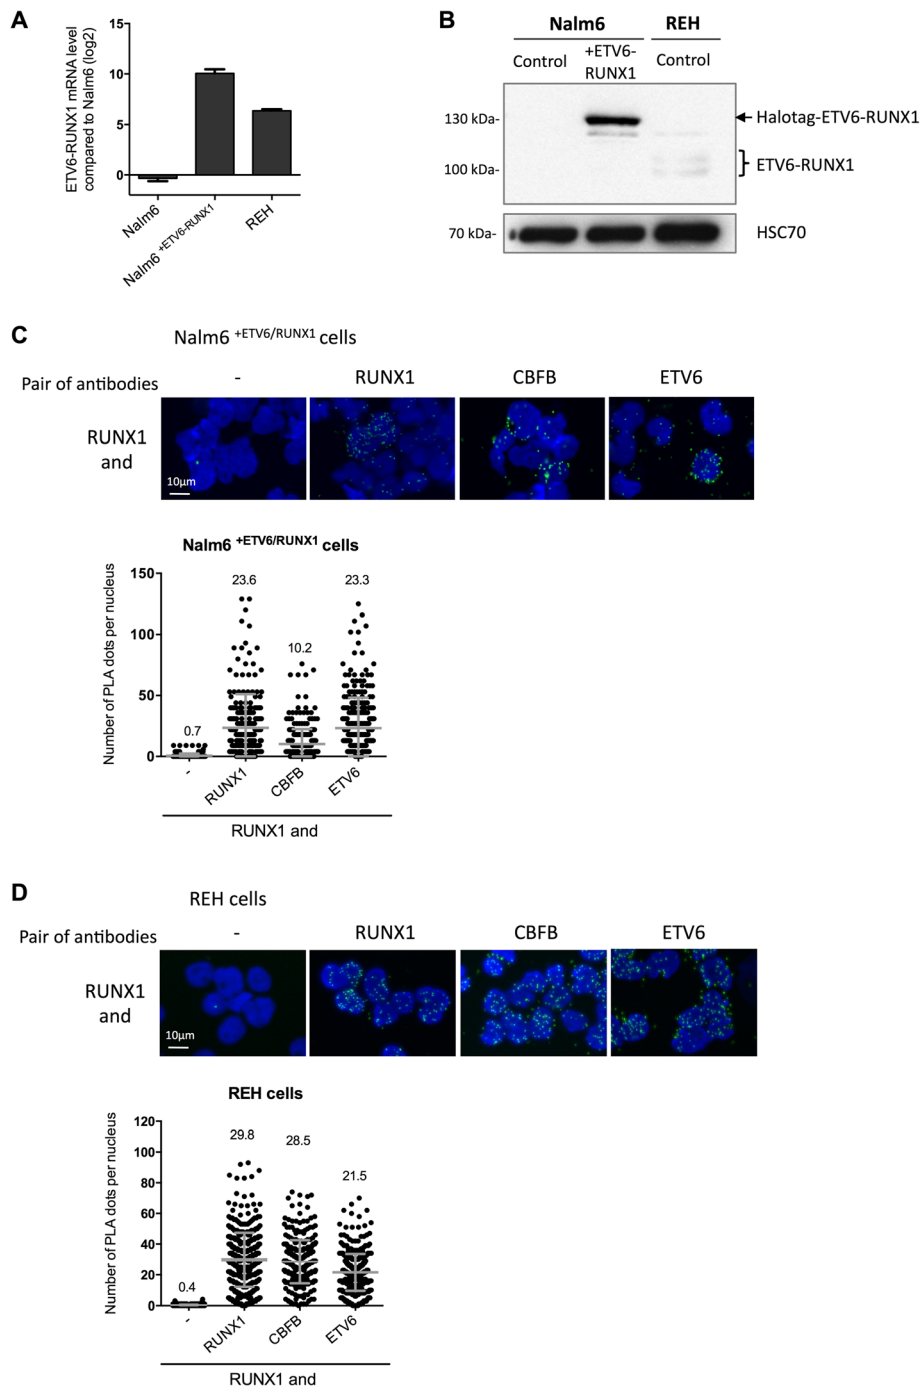 A
ETV6-RUNX1 mRNA level
compared to Nalm6 (log2)
15
10
5
0
Nalm6
Nalm6 +ETV6-RUNX1
REH
B
Nalm6
REH
Control
+ETV6-
RUNX1
Control
130 kDa-
Halotag-ETV6-RUNX1
100 kDa-
ETV6-RUNX1
70 kDa-
HSC70
C
Nalm6 +ETV6/RUNX1 cells
Pair of antibodies
-
RUNX1
CBFB
ETV6
RUNX1
and
10µm
Nalm6 +ETV6/RUNX1 cells
Number of PLA dots per nucleus
150
100
50
0
0.7
23.6
10.2
23.3
-
RUNX1
CBFB
ETV6
RUNX1 and
D
REH cells
Pair of antibodies
-
RUNX1
CBFB
ETV6
RUNX1
and
10µm
REH cells
Number of PLA dots per nucleus
120
100
80
60
40
20
0
0.4
29.8
28.5
21.5
-
RUNX1
CBFB
ETV6
RUNX1 and